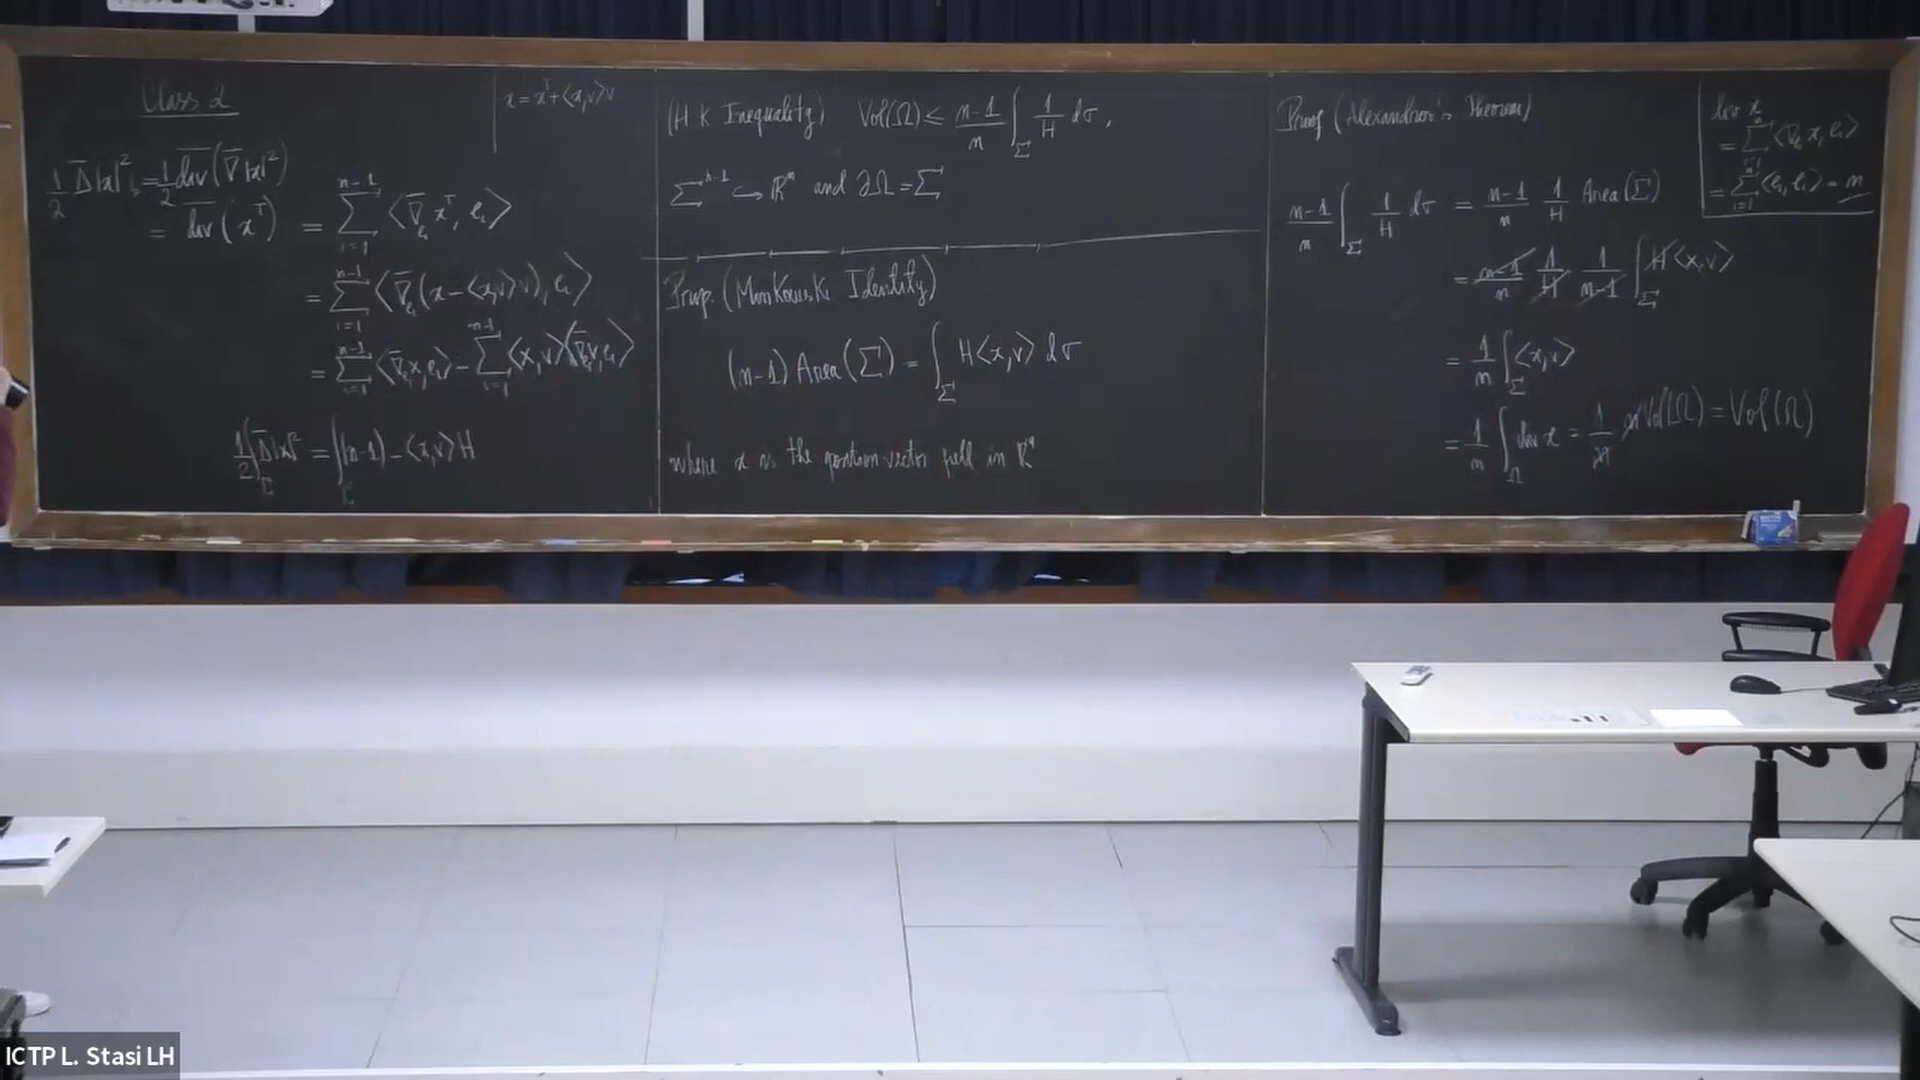 Class 2
x = x^T + ⟨x,ν⟩ν
1/2 Δ̄|x|² = 1/2 div̄(∇̄|x|²)
= div̄(x^T) = Σ_{i=1}^{n-1} ⟨∇̄_{e_i} x^T, e_i⟩
= Σ_{i=1}^{n-1} ⟨∇̄_{e_i}(x - ⟨x,ν⟩ν), e_i⟩
= Σ_{i=1}^{n-1} ⟨∇̄_{e_i} x, e_i⟩ - Σ_{i=1}^{n-1} ⟨x,ν⟩⟨∇̄_{e_i} ν, e_i⟩
1/2 ∫_Σ Δ̄|x|² = ∫_Σ (n-1) - ⟨x,ν⟩H
(H K Inequality) Vol(Ω) ≤ n-1/n ∫_Σ 1/H dσ,
Σ^{n-1} ↪ ℝⁿ and ∂Ω = Σ
Prop. (Minkowski Identity)
(n-1) Area(Σ) = ∫_Σ H⟨x,ν⟩ dσ
where x is the position vector field in ℝⁿ
Proof (Alexandrov's Theorem)
n-1/n ∫_Σ 1/H dσ = n-1/n 1/H Area(Σ)
= n-1/n 1/H 1/n-1 ∫_Σ H⟨x,ν⟩
= 1/n ∫_Σ ⟨x,ν⟩
= 1/n ∫_Ω div x = 1/n n Vol(Ω) = Vol(Ω)
div x
= Σ_{i=1}^{n} ⟨∇̄_{e_i} x, e_i⟩
= Σ_{i=1}^{n} ⟨e_i, e_i⟩ = n
ICTP L. Stasi LH